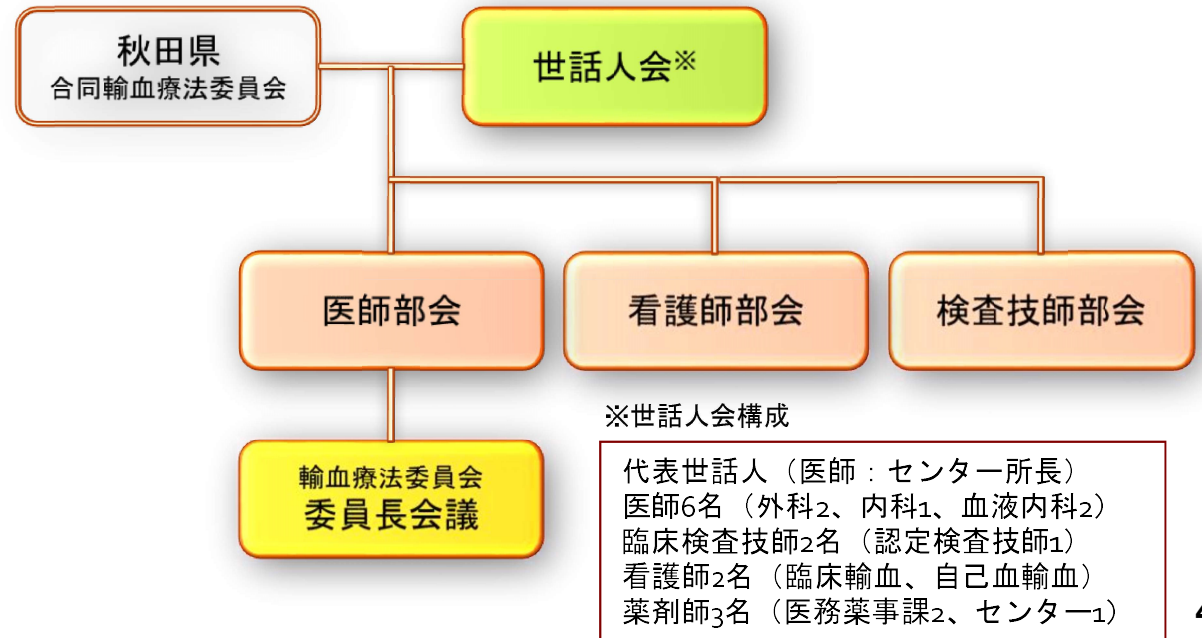 秋田県
合同輸血療法委員会
世話人会※
医師部会
看護師部会
検査技師部会
輸血療法委員会
委員長会議
※世話人会構成
代表世話人（医師：センター所長）
医師6名（外科2、内科1、血液内科2）
臨床検査技師2名（認定検査技師1）
看護師2名（臨床輸血、自己血輸血）
薬剤師3名（医務薬事課2、センター1）